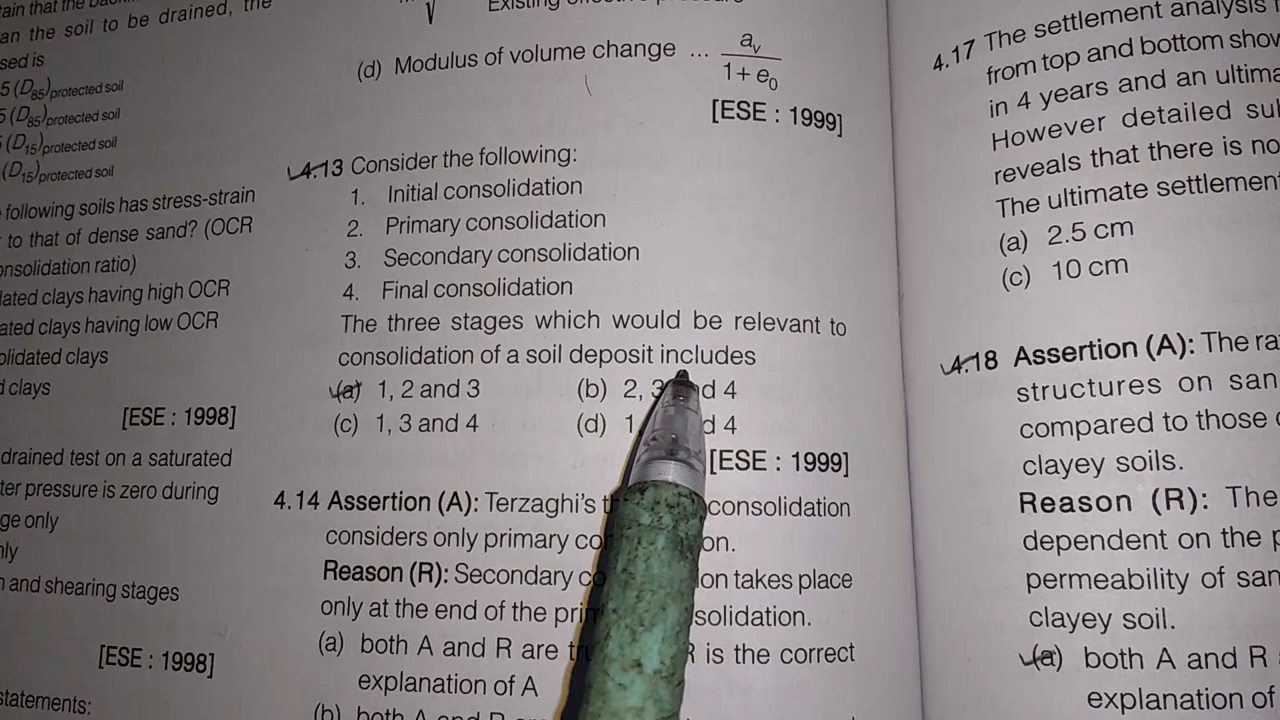 tain that the
an the soil to be drained, the
sed is
5 (D85)protected soil
5 (D85)protected soil
(D15)protected soil
(D15)protected soil
following soils has stress-strain
to that of dense sand? (OCR
onsolidation ratio)
dated clays having high OCR
ated clays having low OCR
olidated clays
d clays
[ESE : 1998]
drained test on a saturated
ter pressure is zero during
ge only
nly
n and shearing stages
[ESE : 1998]
statements:
Existing
(d) Modulus of volume change ... av / 1 + e0
[ESE : 1999]
4.13 Consider the following:
1. Initial consolidation
2. Primary consolidation
3. Secondary consolidation
4. Final consolidation
The three stages which would be relevant to
consolidation of a soil deposit includes
(a) 1, 2 and 3 (b) 2, 3 d 4
(c) 1, 3 and 4 (d) 1, d 4
[ESE : 1999]
4.14 Assertion (A): Terzaghi's t consolidation
considers only primary co on.
Reason (R): Secondary co ion takes place
only at the end of the prim solidation.
(a) both A and R are tr R is the correct
explanation of A
(b) both A and R
4.17 The settlement analysis
from top and bottom show
in 4 years and an ultima
However detailed su
reveals that there is no
The ultimate settlement
(a) 2.5 cm
(c) 10 cm
4.18 Assertion (A): The ra
structures on san
compared to those
clayey soils.
Reason (R): The
dependent on the p
permeability of san
clayey soil.
(a) both A and R
explanation of